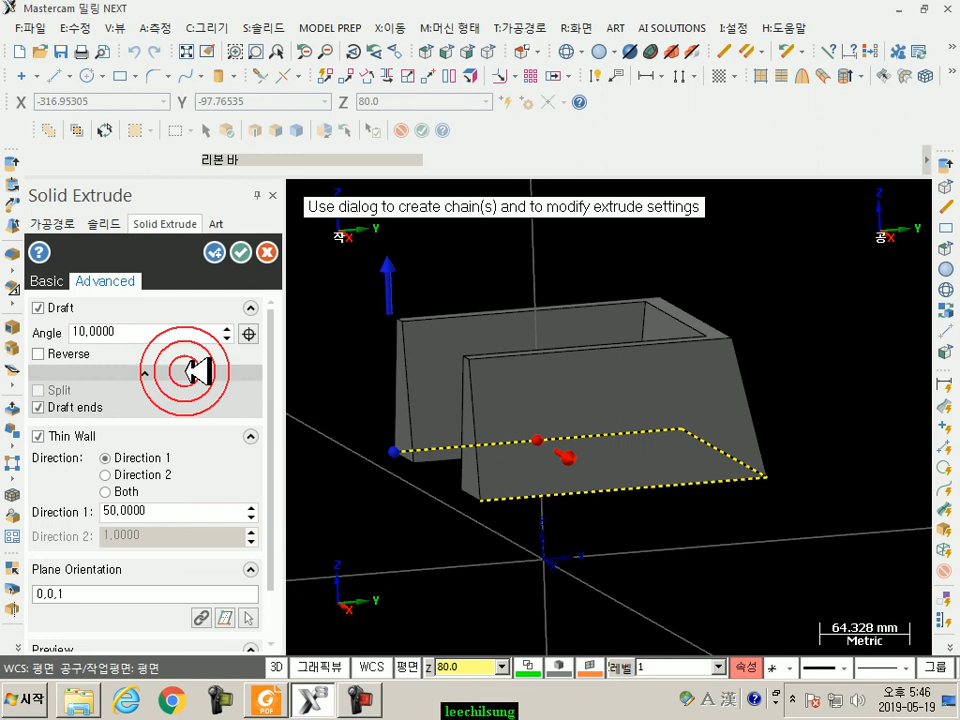 Mastercam 밀링 NEXT
F:파일 E:수정 V:뷰 A:측정 C:그리기 S:솔리드 MODEL PREP X:이동 M:머신 형태 T:가공경로 R:화면 ART AI SOLUTIONS I:설정 H:도움말
X -316.95305 Y -97.76535 Z 80.0
리본 바
Solid Extrude
가공경로 솔리드 Solid Extrude Art
Basic Advanced
Draft
Angle 10,0000
Reverse
Split
Draft ends
Thin Wall
Direction: Direction 1
Direction 2
Both
Direction 1: 50,0000
Direction 2: 1,0000
Plane Orientation
0,0,1
Preview
Use dialog to create chain(s) and to modify extrude settings
Z
작 X Y
Z
공 X Y
Z
X Y
64.328 mm
Metric
WCS: 평면 공구/작업평면: 평면 3D 그래픽뷰 WCS 평면 Z 80.0 레벨 1 속성 그룹
시작 PDF A 漢 오후 5:46
2019-05-19
leechilsung